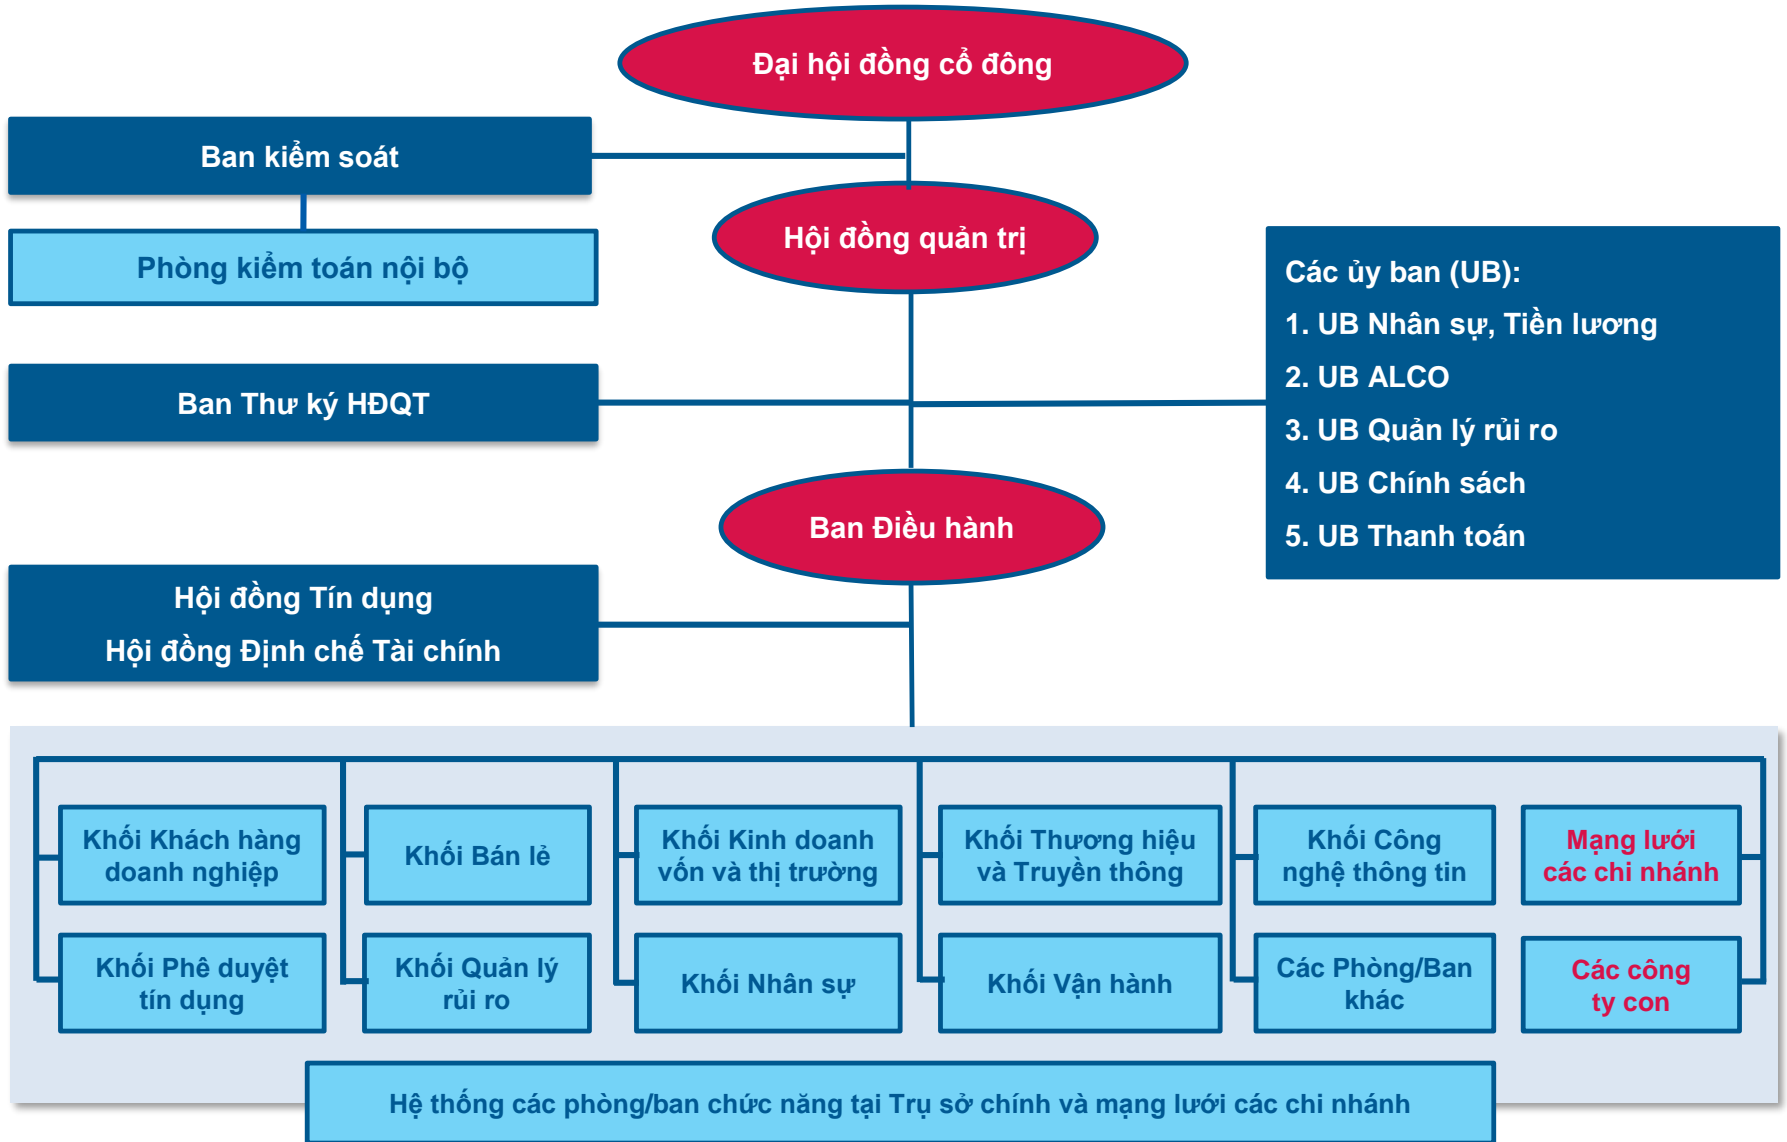 Đại hội đồng cổ đông
Ban kiểm soát
Phòng kiểm toán nội bộ
Hội đồng quản trị
Các ủy ban (UB):
1. UB Nhân sự, Tiền lương
2. UB ALCO
3. UB Quản lý rủi ro
4. UB Chính sách
5. UB Thanh toán
Ban Thư ký HĐQT
Ban Điều hành
Hội đồng Tín dụng
Hội đồng Định chế Tài chính
Khối Khách hàng
doanh nghiệp
Khối Bán lẻ
Khối Kinh doanh
vốn và thị trường
Khối Thương hiệu
và Truyền thông
Khối Công
nghệ thông tin
Mạng lưới
các chi nhánh
Khối Phê duyệt
tín dụng
Khối Quản lý
rủi ro
Khối Nhân sự
Khối Vận hành
Các Phòng/Ban
khác
Các công
ty con
Hệ thống các phòng/ban chức năng tại Trụ sở chính và mạng lưới các chi nhánh